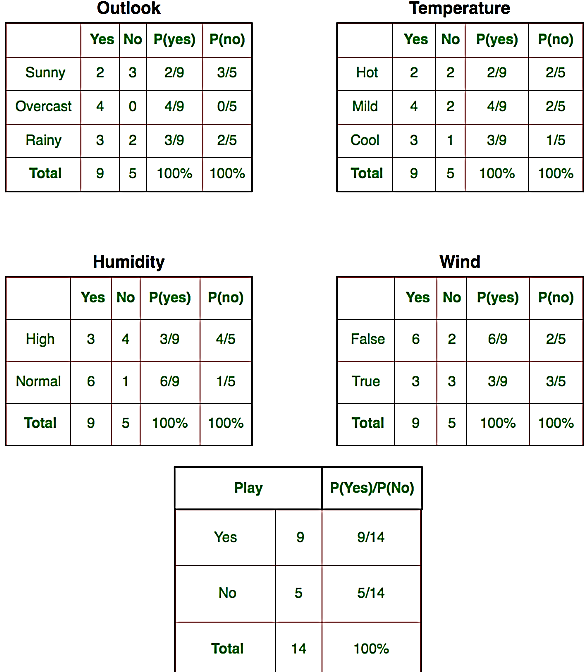 Outlook
Yes No P(yes) P(no)
Sunny 2 3 2/9 3/5
Overcast 4 0 4/9 0/5
Rainy 3 2 3/9 2/5
Total 9 5 100% 100%
Temperature
Yes No P(yes) P(no)
Hot 2 2 2/9 2/5
Mild 4 2 4/9 2/5
Cool 3 1 3/9 1/5
Total 9 5 100% 100%
Humidity
Yes No P(yes) P(no)
High 3 4 3/9 4/5
Normal 6 1 6/9 1/5
Total 9 5 100% 100%
Wind
Yes No P(yes) P(no)
False 6 2 6/9 2/5
True 3 3 3/9 3/5
Total 9 5 100% 100%
Play P(Yes)/P(No)
Yes 9 9/14
No 5 5/14
Total 14 100%